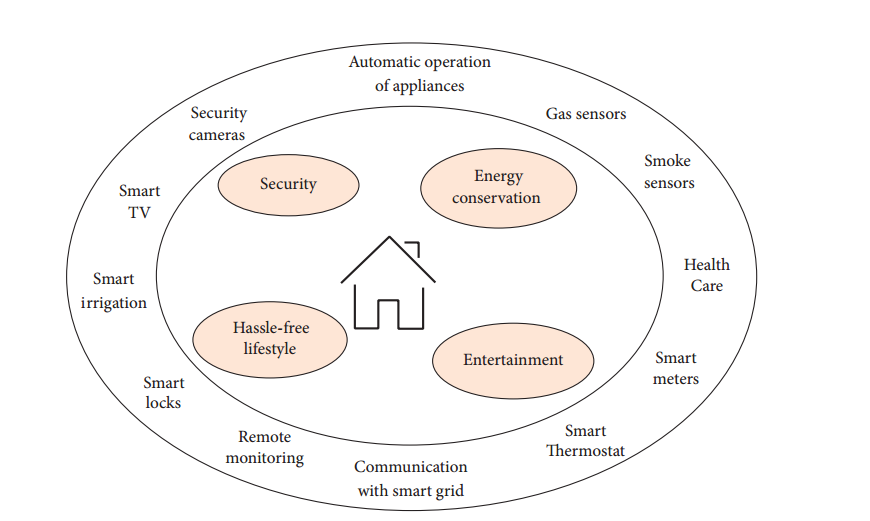 Automatic operation
of appliances
Security
cameras
Gas sensors
Smoke
sensors
Smart
TV
Security
Energy
conservation
Health
Care
Smart
irrigation
Hassle-free
lifestyle
Entertainment
Smart
meters
Smart
locks
Remote
monitoring
Smart
Thermostat
Communication
with smart grid